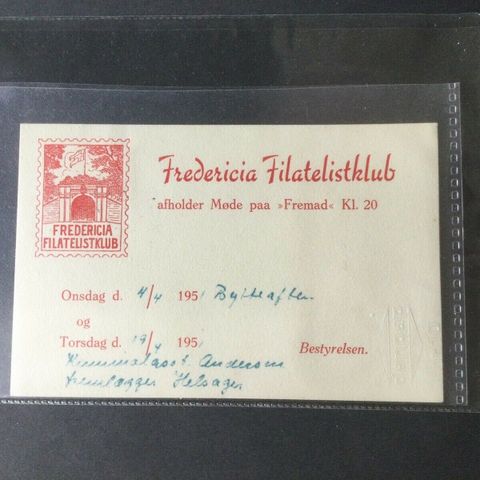 FREDERICIA
FILATELISTKLUB
Fredericia Filatelistklub
afholder Møde paa »Fremad« Kl. 20
Onsdag d. 4/4 1951 Bytteaften
og
Torsdag d. 19/4 1951
Bestyrelsen.
Andersen
fremlægger